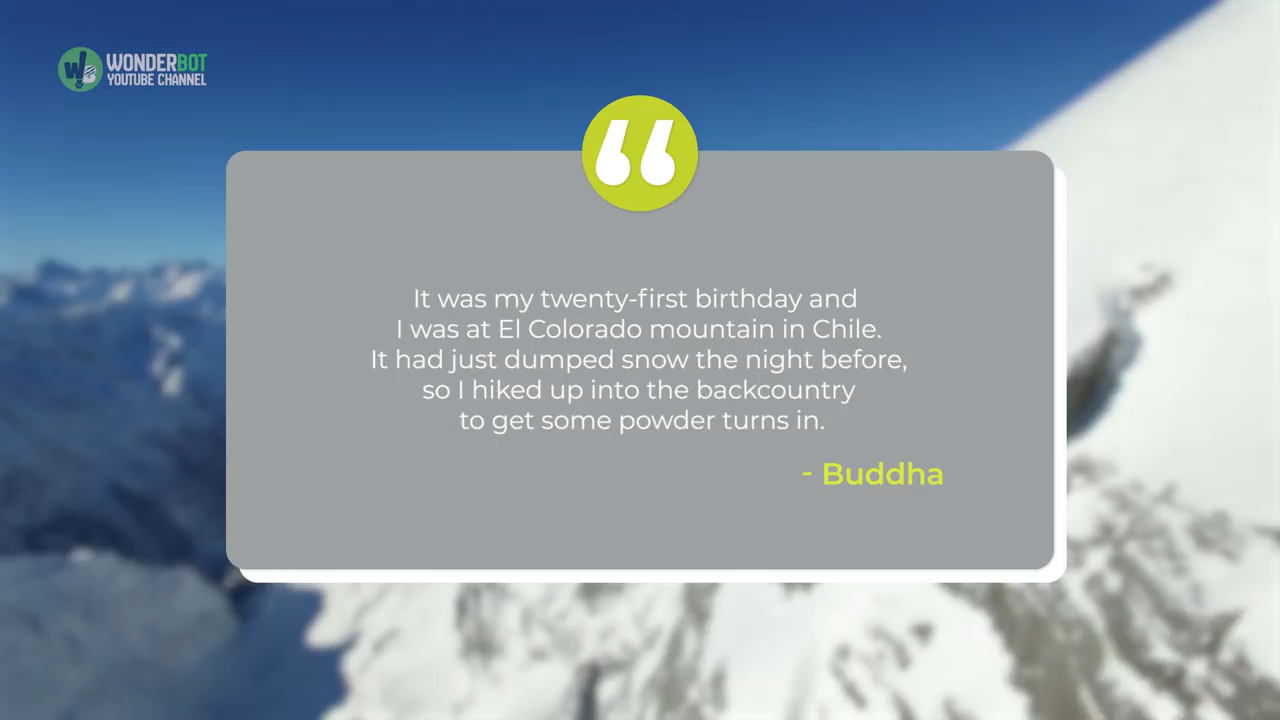 WONDERBOT
YOUTUBE CHANNEL
“
It was my twenty-first birthday and
I was at El Colorado mountain in Chile.
It had just dumped snow the night before,
so I hiked up into the backcountry
to get some powder turns in.
- Buddha